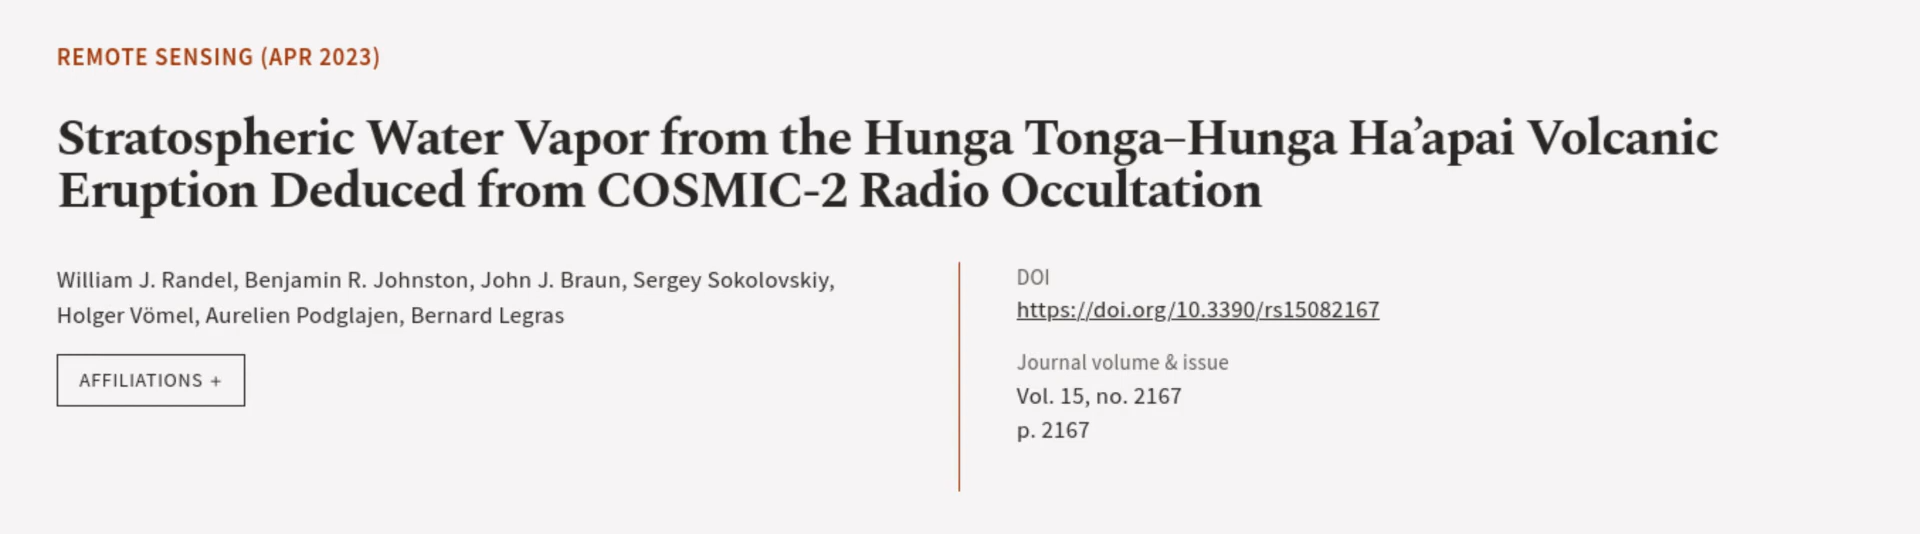 REMOTE SENSING (APR 2023)
Stratospheric Water Vapor from the Hunga Tonga–Hunga Ha’apai Volcanic
Eruption Deduced from COSMIC-2 Radio Occultation
William J. Randel, Benjamin R. Johnston, John J. Braun, Sergey Sokolovskiy,
Holger Vömel, Aurelien Podglajen, Bernard Legras
AFFILIATIONS +
DOI
https://doi.org/10.3390/rs15082167
Journal volume & issue
Vol. 15, no. 2167
p. 2167